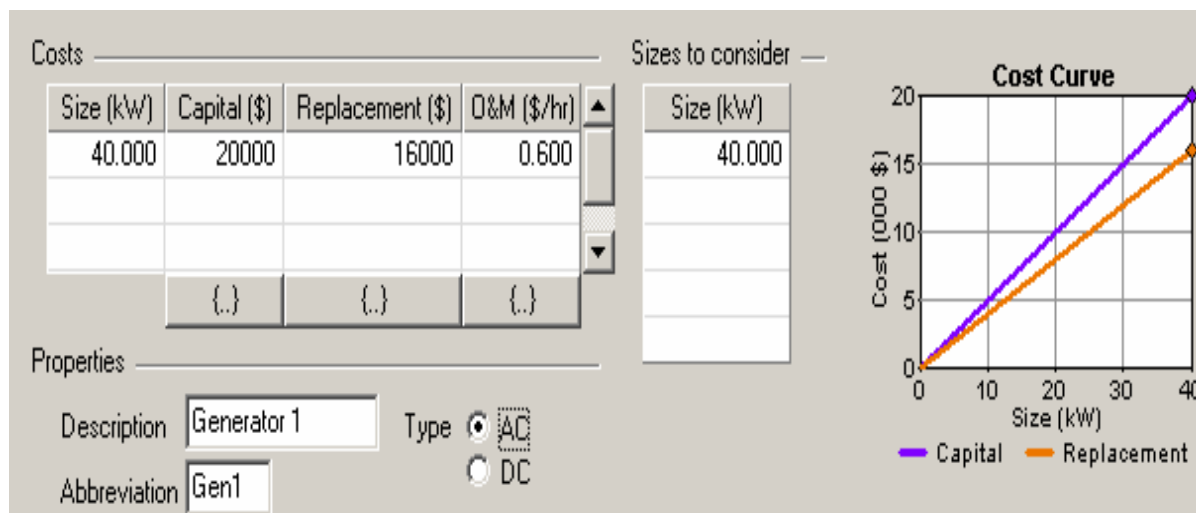 Costs
Size (kW) Capital ($) Replacement ($) O&M ($/hr)
40.000 20000 16000 0.600
{..} {..} {..}
Sizes to consider
Size (kW)
40.000
Cost Curve
20
15
10
5
0
Cost (000 $)
0 10 20 30 40
Size (kW)
Capital Replacement
Properties
Description Generator 1 Type AC
DC
Abbreviation Gen1